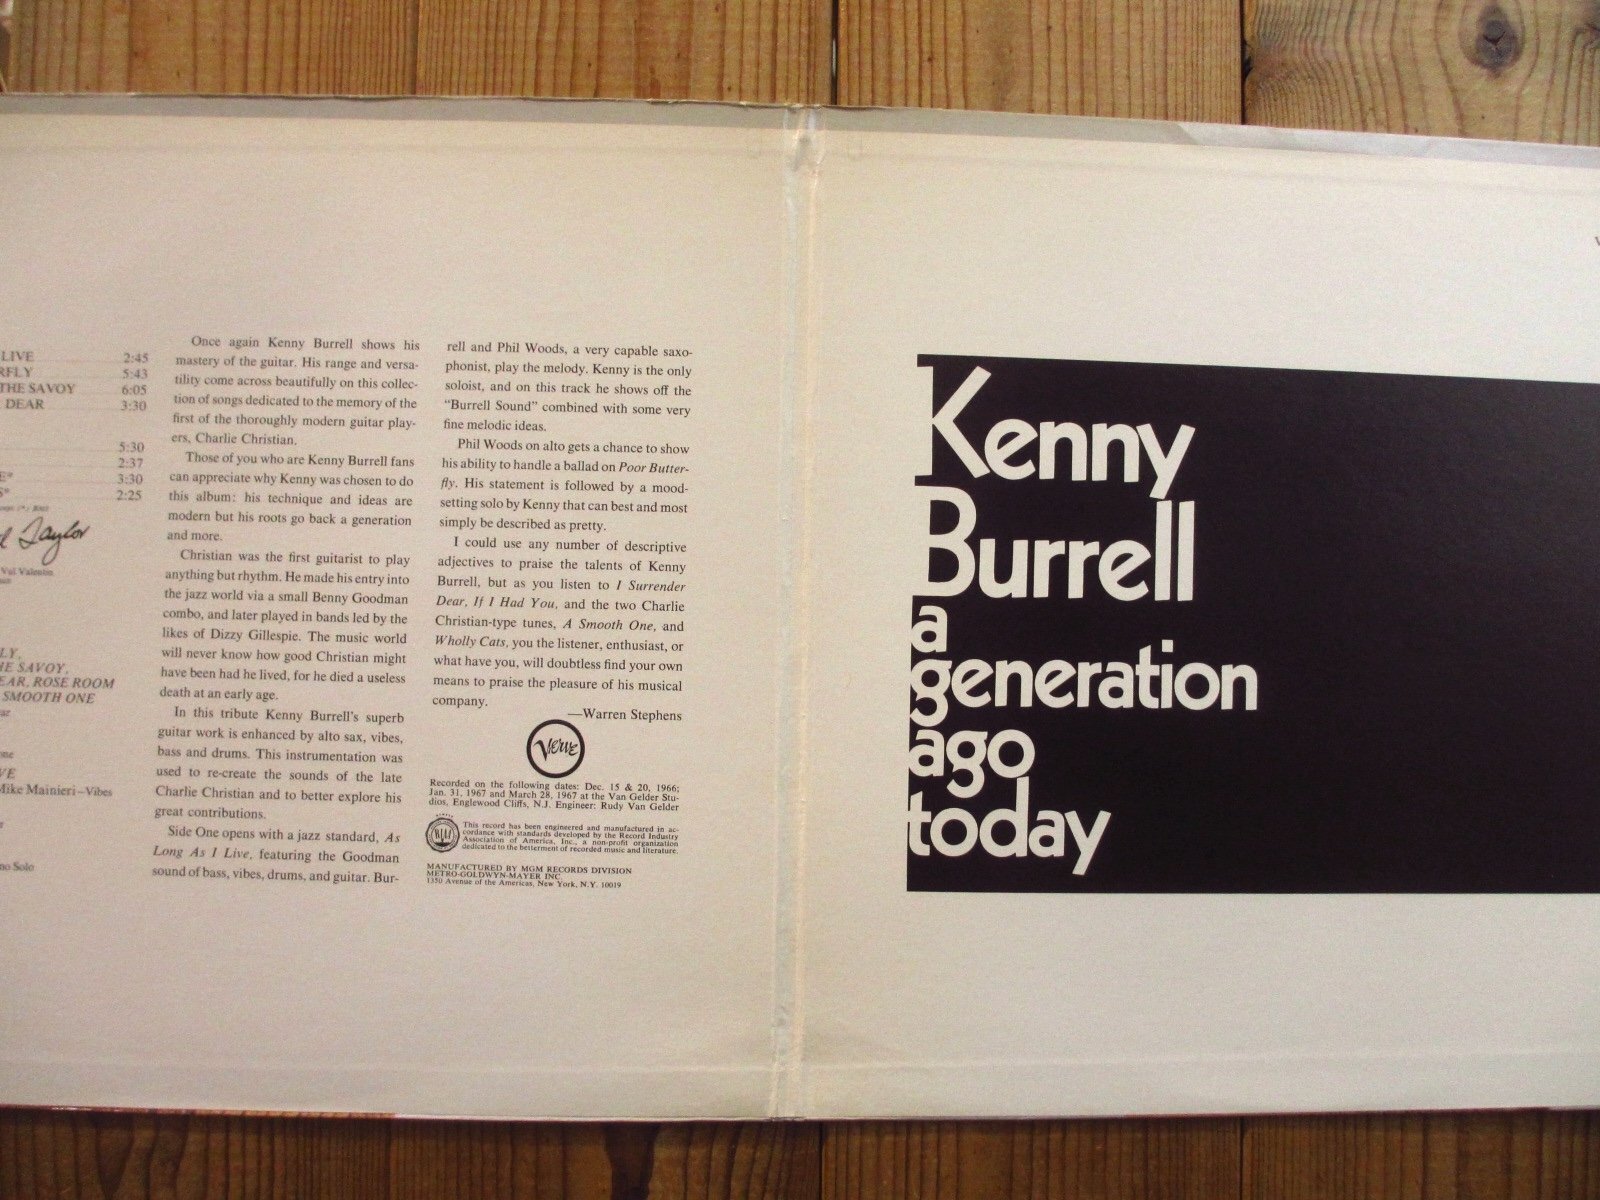 LIVE 2:45
RFLY 5:43
THE SAVOY 6:05
DEAR 3:30
5:30
2:37
E* 3:30
S* 2:25
Taylor
Val Valentin
LY,
HE SAVOY,
EAR, ROSE ROOM
SMOOTH ONE
VE
Mike Mainieri–Vibes
no Solo
Once again Kenny Burrell shows his
mastery of the guitar. His range and versa-
tility come across beautifully on this collec-
tion of songs dedicated to the memory of the
first of the thoroughly modern guitar play-
ers, Charlie Christian.
Those of you who are Kenny Burrell fans
can appreciate why Kenny was chosen to do
this album: his technique and ideas are
modern but his roots go back a generation
and more.
Christian was the first guitarist to play
anything but rhythm. He made his entry into
the jazz world via a small Benny Goodman
combo, and later played in bands led by the
likes of Dizzy Gillespie. The music world
will never know how good Christian might
have been had he lived, for he died a useless
death at an early age.
In this tribute Kenny Burrell's superb
guitar work is enhanced by alto sax, vibes,
bass and drums. This instrumentation was
used to re-create the sounds of the late
Charlie Christian and to better explore his
great contributions.
Side One opens with a jazz standard, As
Long As I Live, featuring the Goodman
sound of bass, vibes, drums, and guitar. Bur-
rell and Phil Woods, a very capable saxo-
phonist, play the melody. Kenny is the only
soloist, and on this track he shows off the
"Burrell Sound" combined with some very
fine melodic ideas.
Phil Woods on alto gets a chance to show
his ability to handle a ballad on Poor Butter-
fly. His statement is followed by a mood-
setting solo by Kenny that can best and most
simply be described as pretty.
I could use any number of descriptive
adjectives to praise the talents of Kenny
Burrell, but as you listen to I Surrender
Dear, If I Had You, and the two Charlie
Christian-type tunes, A Smooth One, and
Wholly Cats, you the listener, enthusiast, or
what have you, will doubtless find your own
means to praise the pleasure of his musical
company.
—Warren Stephens
Verve
Recorded on the following dates: Dec. 15 & 20, 1966;
Jan. 31, 1967 and March 28, 1967 at the Van Gelder Stu-
dios, Englewood Cliffs, N.J. Engineer: Rudy Van Gelder
This record has been engineered and manufactured in ac-
cordance with standards developed by the Record Industry
Association of America, Inc., a non-profit organization
dedicated to the betterment of recorded music and literature.
MANUFACTURED BY MGM RECORDS DIVISION
METRO-GOLDWYN-MAYER INC.
1350 Avenue of the Americas, New York, N.Y. 10019
Kenny
Burrell
a
generation
ago
today